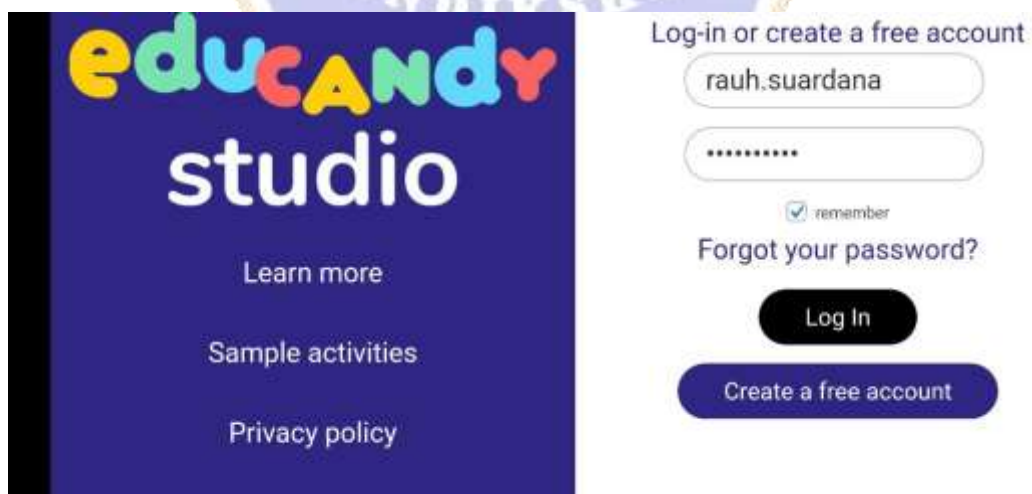 eduCANdY
studio
Learn more
Sample activities
Privacy policy
Log-in or create a free account
rauh.suardana
••••••••••
remember
Forgot your password?
Log In
Create a free account